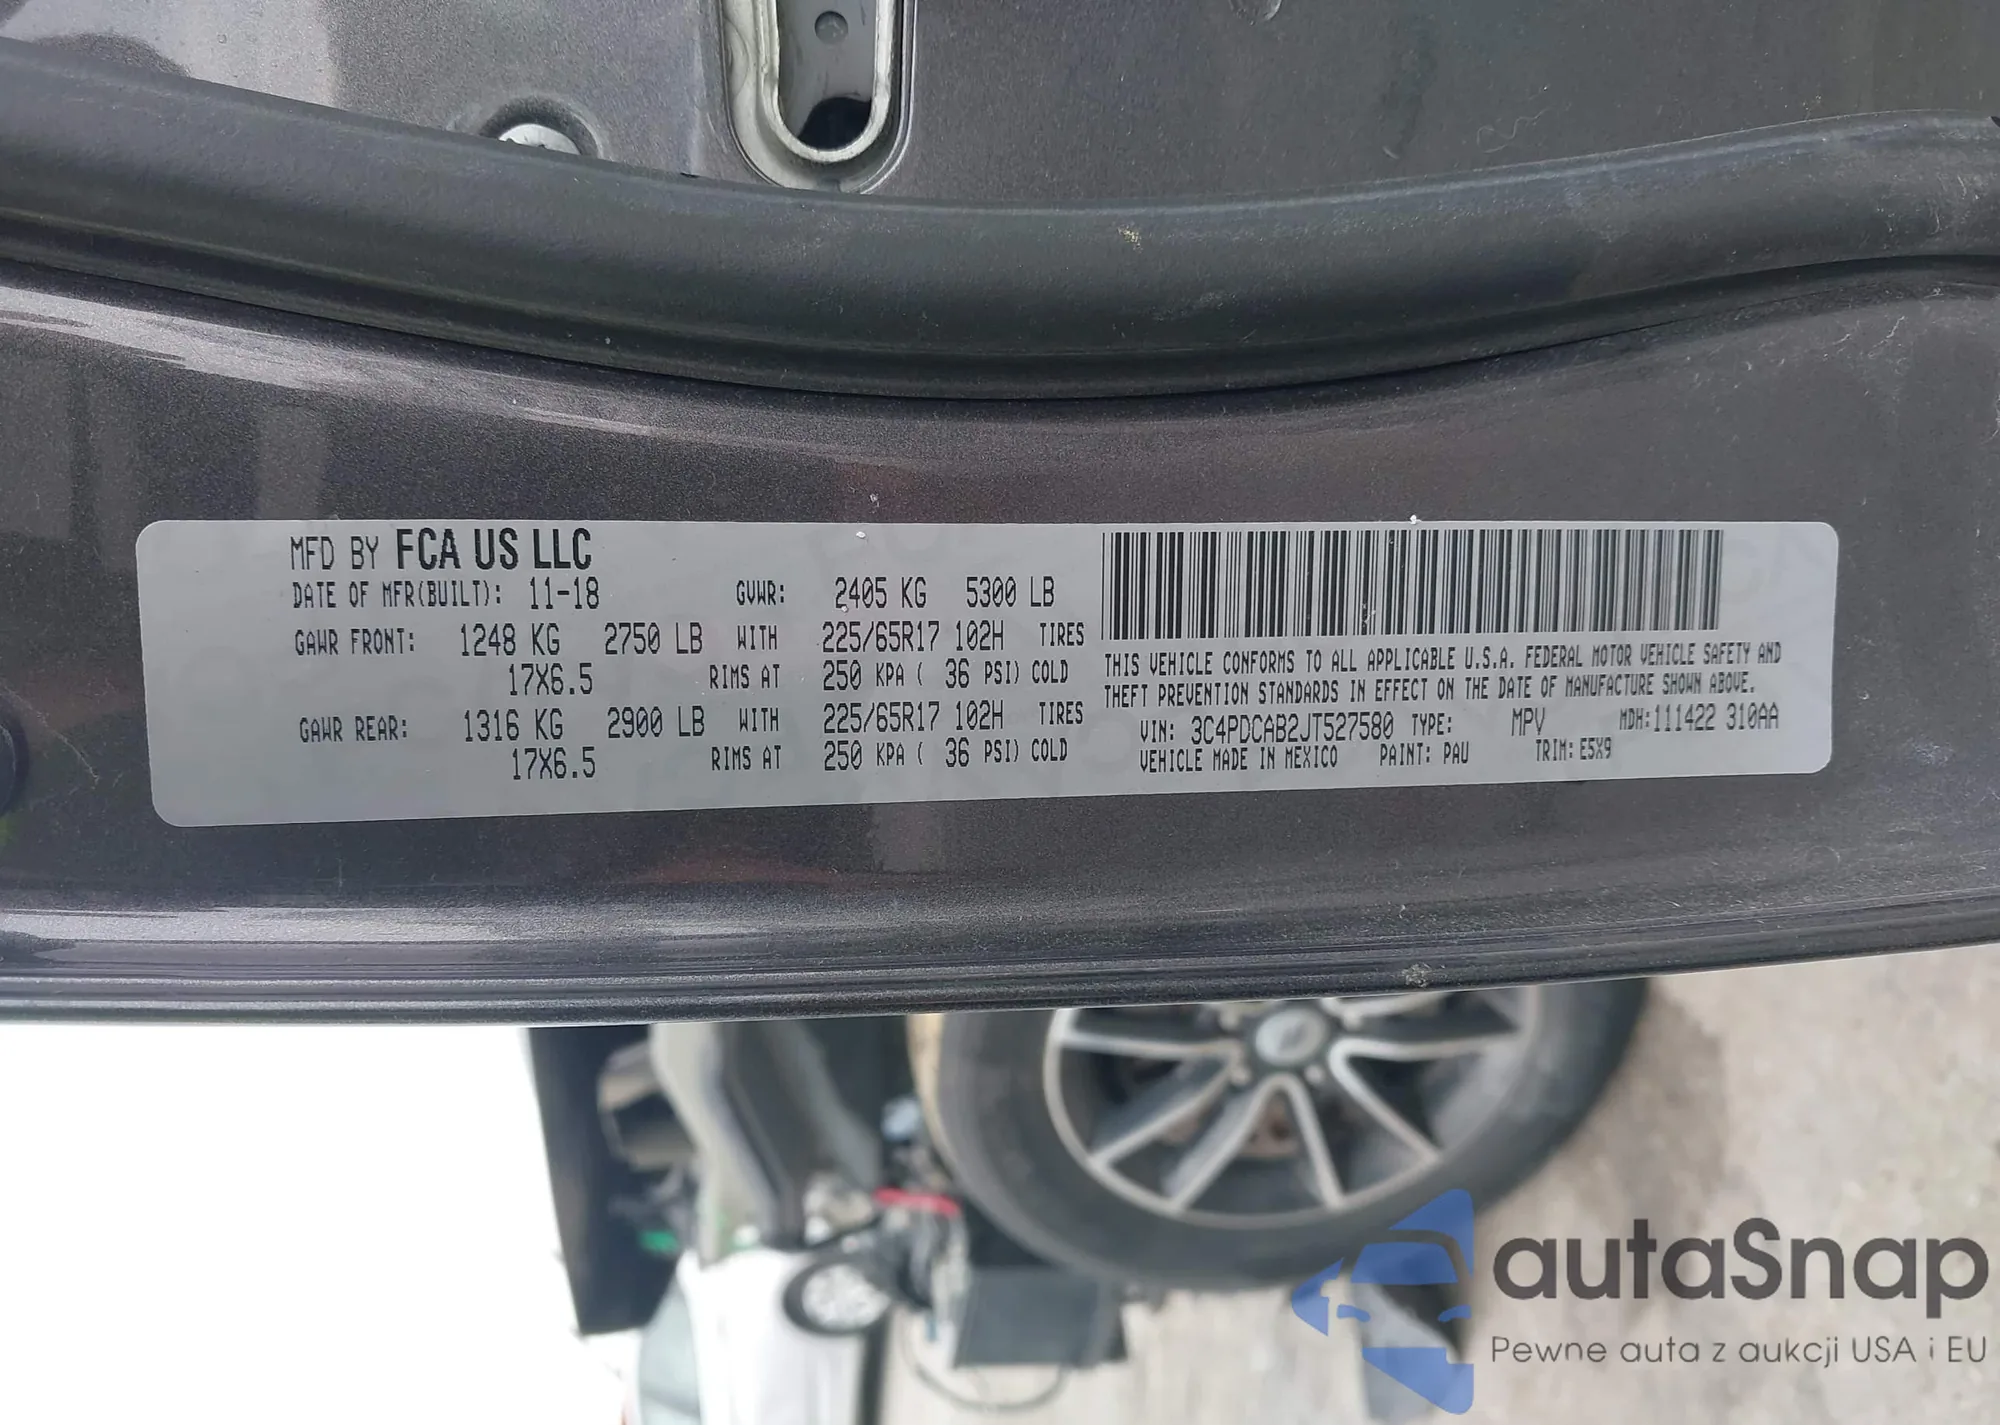 MFD BY FCA US LLC
DATE OF MFR(BUILT): 11-18 GVWR: 2405 KG 5300 LB
GAWR FRONT: 1248 KG 2750 LB WITH 225/65R17 102H TIRES
17X6.5 RIMS AT 250 KPA ( 36 PSI) COLD
GAWR REAR: 1316 KG 2900 LB WITH 225/65R17 102H TIRES
17X6.5 RIMS AT 250 KPA ( 36 PSI) COLD
THIS VEHICLE CONFORMS TO ALL APPLICABLE U.S.A. FEDERAL MOTOR VEHICLE SAFETY AND
THEFT PREVENTION STANDARDS IN EFFECT ON THE DATE OF MANUFACTURE SHOWN ABOVE.
VIN: 3C4PDCAB2JT527580 TYPE: MPV MDH:111422 310AA
VEHICLE MADE IN MEXICO PAINT: PAU TRIM: E5X9
autaSnap
Pewne auta z aukcji USA i EU